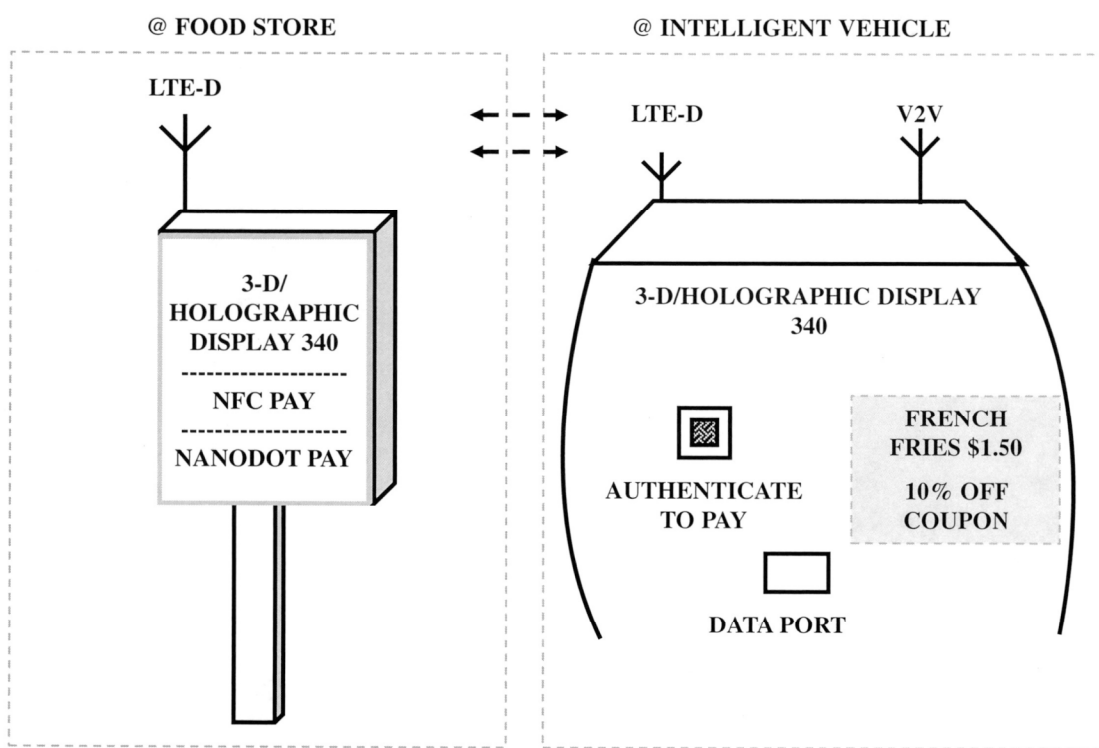 @ FOOD STORE
LTE-D
3-D/
HOLOGRAPHIC
DISPLAY 340
NFC PAY
NANODOT PAY
@ INTELLIGENT VEHICLE
LTE-D
V2V
3-D/HOLOGRAPHIC DISPLAY
340
AUTHENTICATE
TO PAY
FRENCH
FRIES $1.50
10% OFF
COUPON
DATA PORT